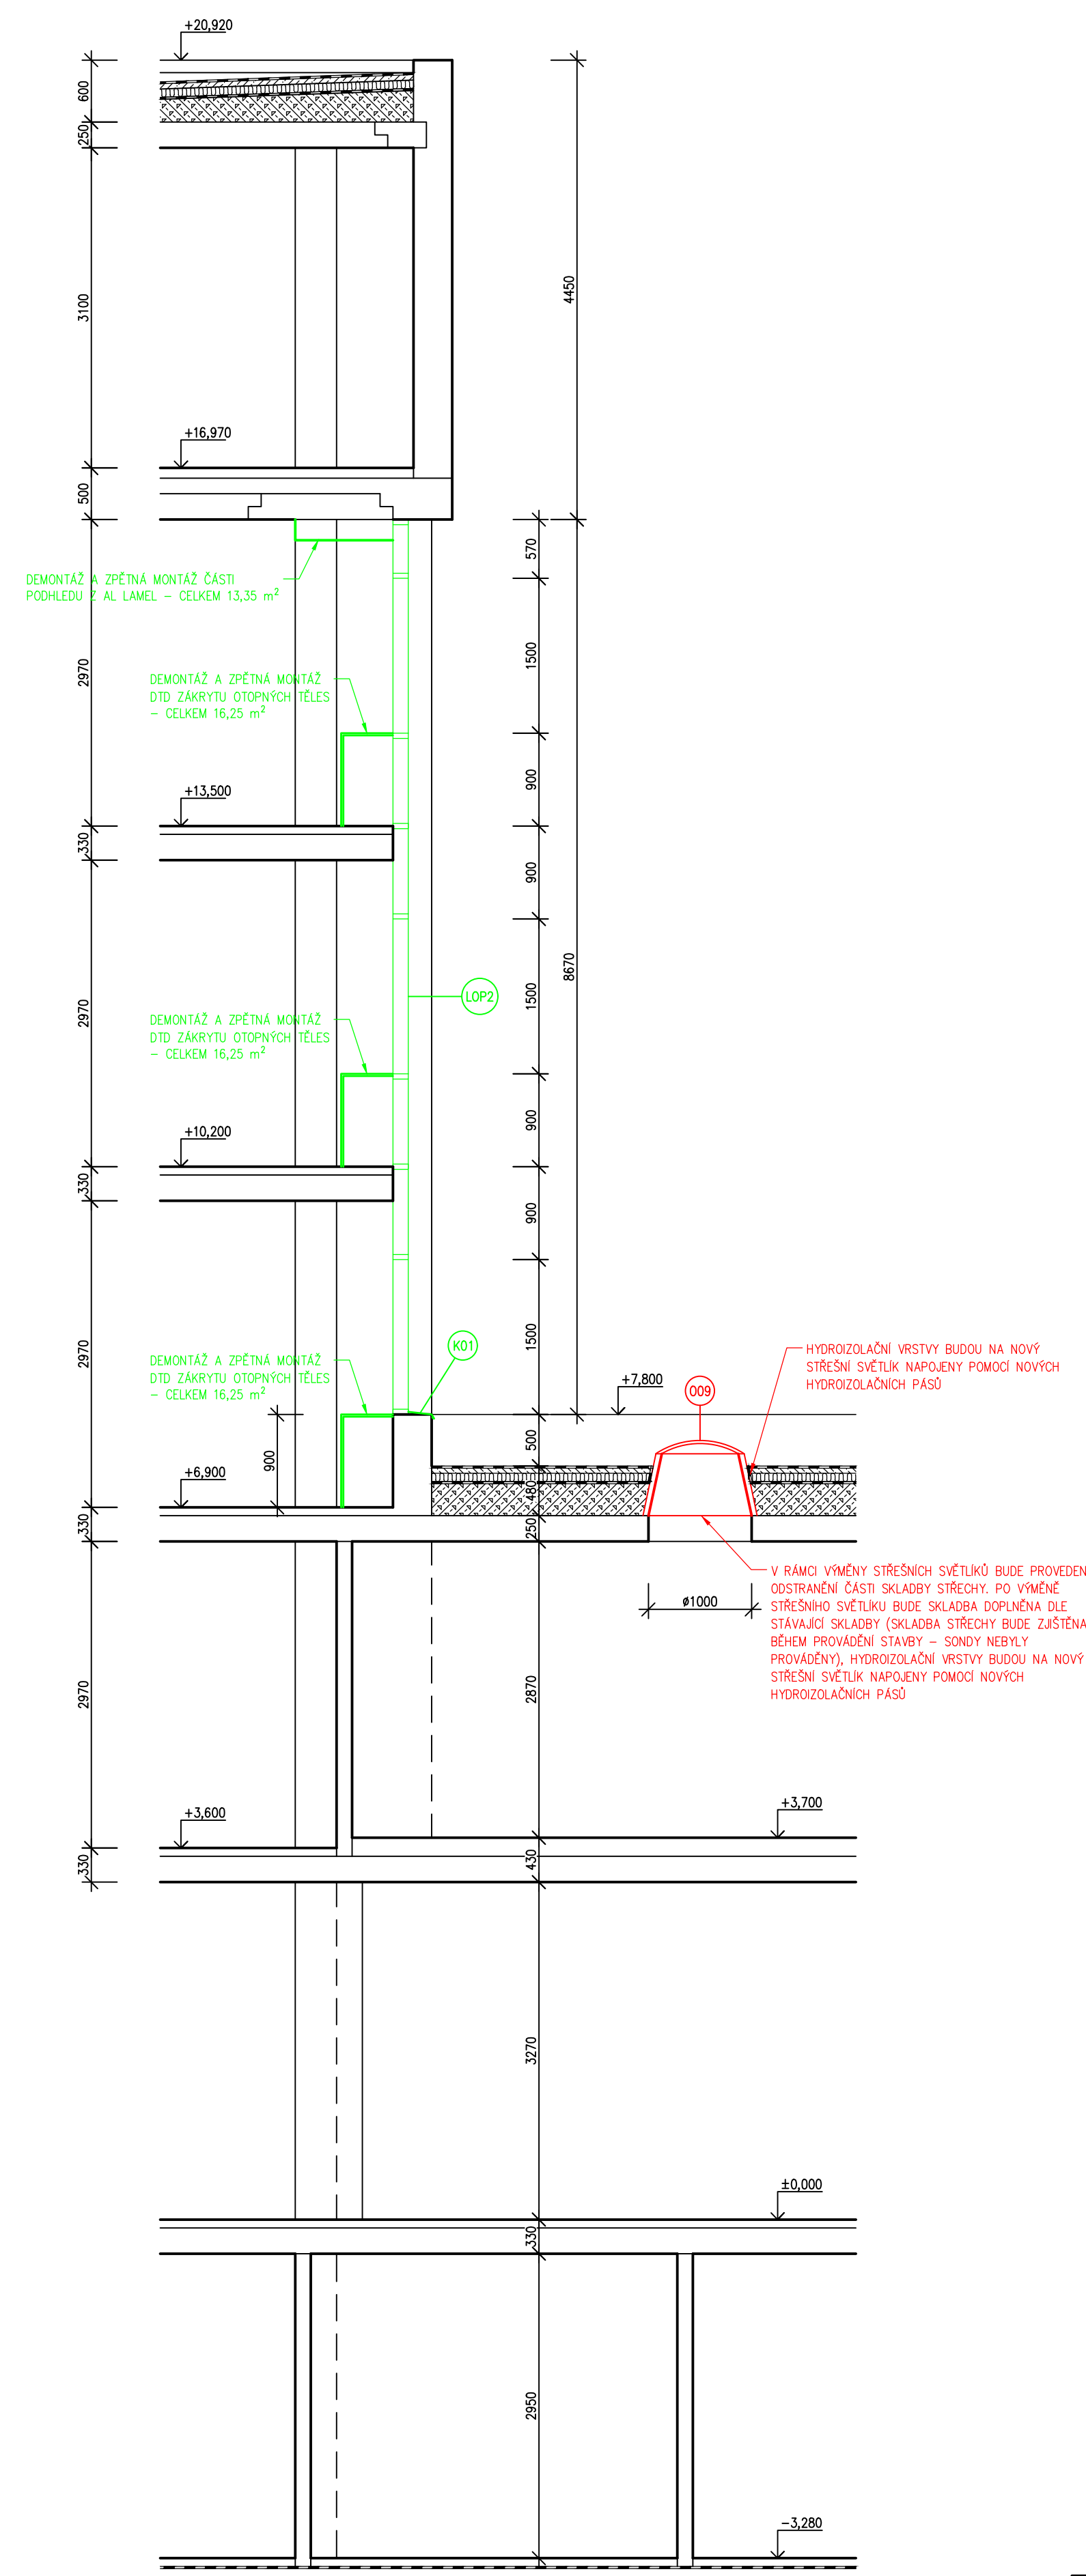 +20,920
600
250
3100
4450
+16,970
500
570
DEMONTÁŽ A ZPĚTNÁ MONTÁŽ ČÁSTI
PODHLEDU Z AL LAMEL – CELKEM 13,35 m²
2970
1500
DEMONTÁŽ A ZPĚTNÁ MONTÁŽ
DTD ZÁKRYTU OTOPNÝCH TĚLES
– CELKEM 16,25 m²
900
+13,500
330
900
8670
LOP2
2970
1500
DEMONTÁŽ A ZPĚTNÁ MONTÁŽ
DTD ZÁKRYTU OTOPNÝCH TĚLES
– CELKEM 16,25 m²
900
+10,200
330
900
2970
1500
K01
DEMONTÁŽ A ZPĚTNÁ MONTÁŽ
DTD ZÁKRYTU OTOPNÝCH TĚLES
– CELKEM 16,25 m²
HYDROIZOLAČNÍ VRSTVY BUDOU NA NOVÝ
STŘEŠNÍ SVĚTLÍK NAPOJENY POMOCÍ NOVÝCH
HYDROIZOLAČNÍCH PÁSŮ
+7,800
009
900
500
+6,900
480
330
250
V RÁMCI VÝMĚNY STŘEŠNÍCH SVĚTLÍKŮ BUDE PROVEDEN
ODSTRANĚNÍ ČÁSTI SKLADBY STŘECHY. PO VÝMĚNĚ
STŘEŠNÍHO SVĚTLÍKU BUDE SKLADBA DOPLNĚNA DLE
STÁVAJÍCÍ SKLADBY (SKLADBA STŘECHY BUDE ZJIŠTĚNA
BĚHEM PROVÁDĚNÍ STAVBY – SONDY NEBYLY
PROVÁDĚNY), HYDROIZOLAČNÍ VRSTVY BUDOU NA NOVÝ
STŘEŠNÍ SVĚTLÍK NAPOJENY POMOCÍ NOVÝCH
HYDROIZOLAČNÍCH PÁSŮ
ø1000
2970
2870
+3,600
+3,700
330
430
3270
±0,000
330
2950
−3,280